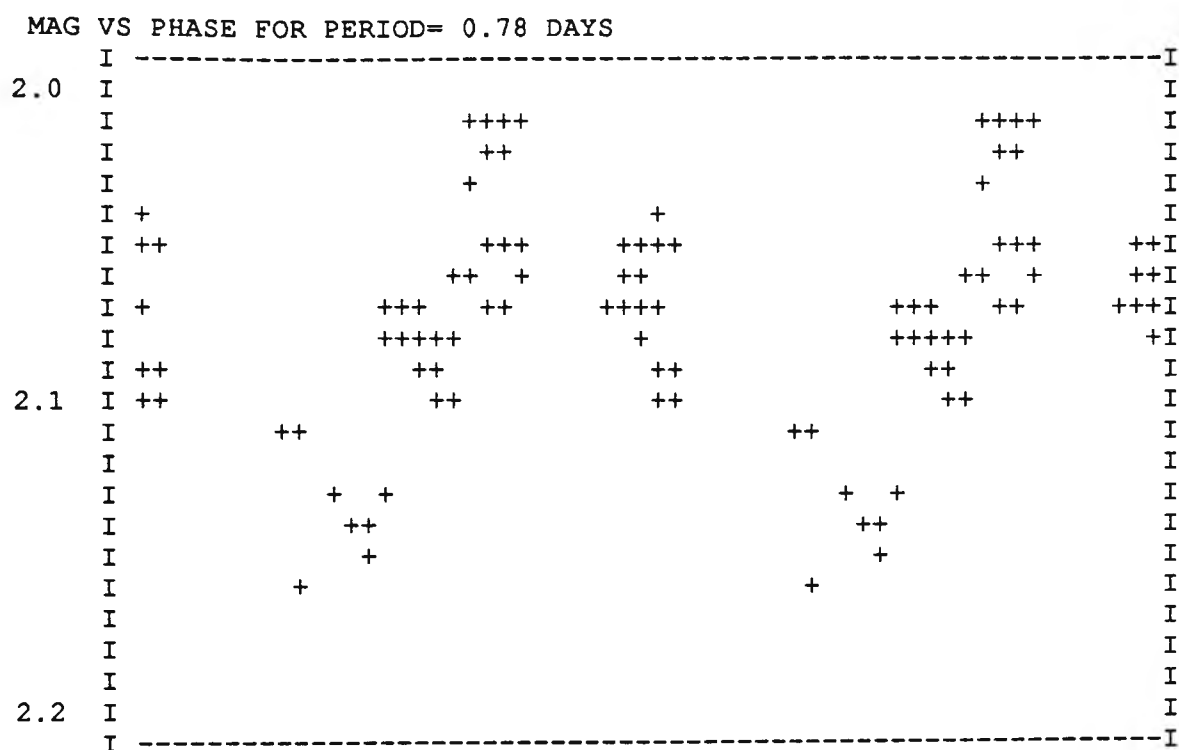 MAG VS PHASE FOR PERIOD= 0.78 DAYS
     I ------------------------------------------------------------I
2.0  I                                                             I
     I                    ++++                          ++++       I
     I                     ++                            ++        I
     I                    +                             +          I
     I +                             +                             I
     I ++                  +++     ++++                  +++     ++I
     I                   ++  +     ++                  ++  +     ++I
     I +             +++   ++     ++++             +++   ++     +++I
     I               +++++          +              +++++          +I
     I ++              ++            ++              ++            I
2.1  I ++               ++           ++               ++           I
     I         ++                            ++                    I
     I                                                             I
     I            +  +                          +  +               I
     I             ++                            ++                I
     I              +                             +                I
     I          +                             +                    I
     I                                                             I
     I                                                             I
     I                                                             I
2.2  I                                                             I
     I ------------------------------------------------------------I